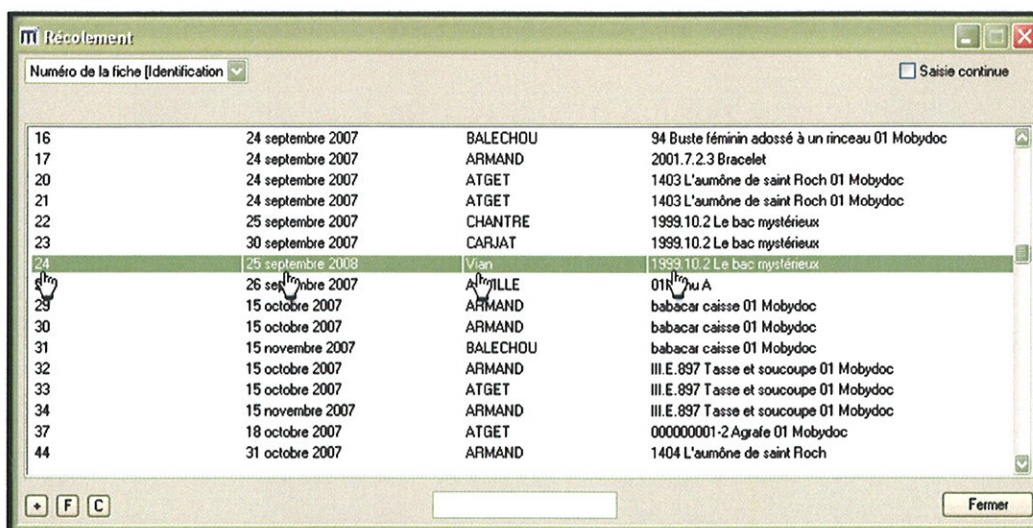 Récolement
Numéro de la fiche [Identification
Saisie continue
16 24 septembre 2007 BALECHOU 94 Buste féminin adossé à un rinceau 01 Mobydoc
17 24 septembre 2007 ARMAND 2001.7.2.3 Bracelet
20 24 septembre 2007 ATGET 1403 L'aumône de saint Roch 01 Mobydoc
21 24 septembre 2007 ATGET 1403 L'aumône de saint Roch 01 Mobydoc
22 25 septembre 2007 CHANTRE 1999.10.2 Le bac mystérieux
23 30 septembre 2007 CARJAT 1999.10.2 Le bac mystérieux
24 25 septembre 2008 Vian 1999.10.2 Le bac mystérieux
26 2007
29 15 octobre 2007 ARMAND babacar caisse 01 Mobydoc
30 15 octobre 2007 ARMAND babacar caisse 01 Mobydoc
31 15 novembre 2007 BALECHOU babacar caisse 01 Mobydoc
32 15 octobre 2007 ARMAND III.E.897 Tasse et soucoupe 01 Mobydoc
33 15 octobre 2007 ATGET III.E.897 Tasse et soucoupe 01 Mobydoc
34 15 novembre 2007 ARMAND III.E.897 Tasse et soucoupe 01 Mobydoc
37 18 octobre 2007 ATGET 000000001-2 Agrafe 01 Mobydoc
44 31 octobre 2007 ARMAND 1404 L'aumône de saint Roch
+ F C Fermer